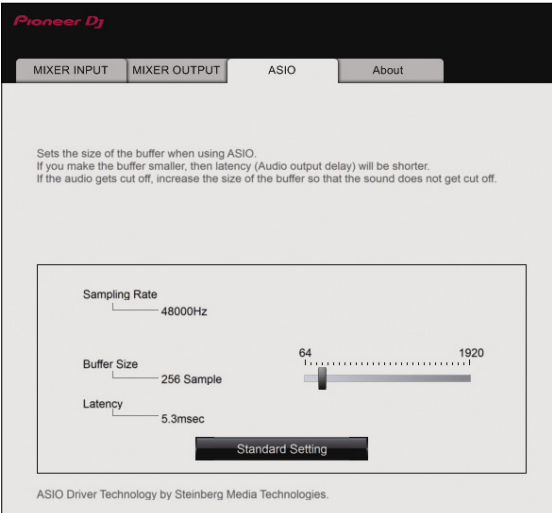 Pioneer Dj
MIXER INPUT
MIXER OUTPUT
ASIO
About
Sets the size of the buffer when using ASIO.
If you make the buffer smaller, then latency (Audio output delay) will be shorter.
If the audio gets cut off, increase the size of the buffer so that the sound does not get cut off.
Sampling Rate
48000Hz
64
1920
Buffer Size
256 Sample
Latency
5.3msec
Standard Setting
ASIO Driver Technology by Steinberg Media Technologies.